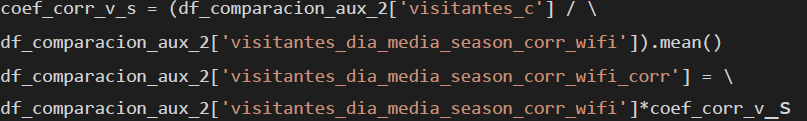 coef_corr_v_s = (df_comparacion_aux_2['visitantes_c'] / \
df_comparacion_aux_2['visitantes_dia_media_season_corr_wifi']).mean()
df_comparacion_aux_2['visitantes_dia_media_season_corr_wifi_corr'] = \
df_comparacion_aux_2['visitantes_dia_media_season_corr_wifi']*coef_corr_v_s